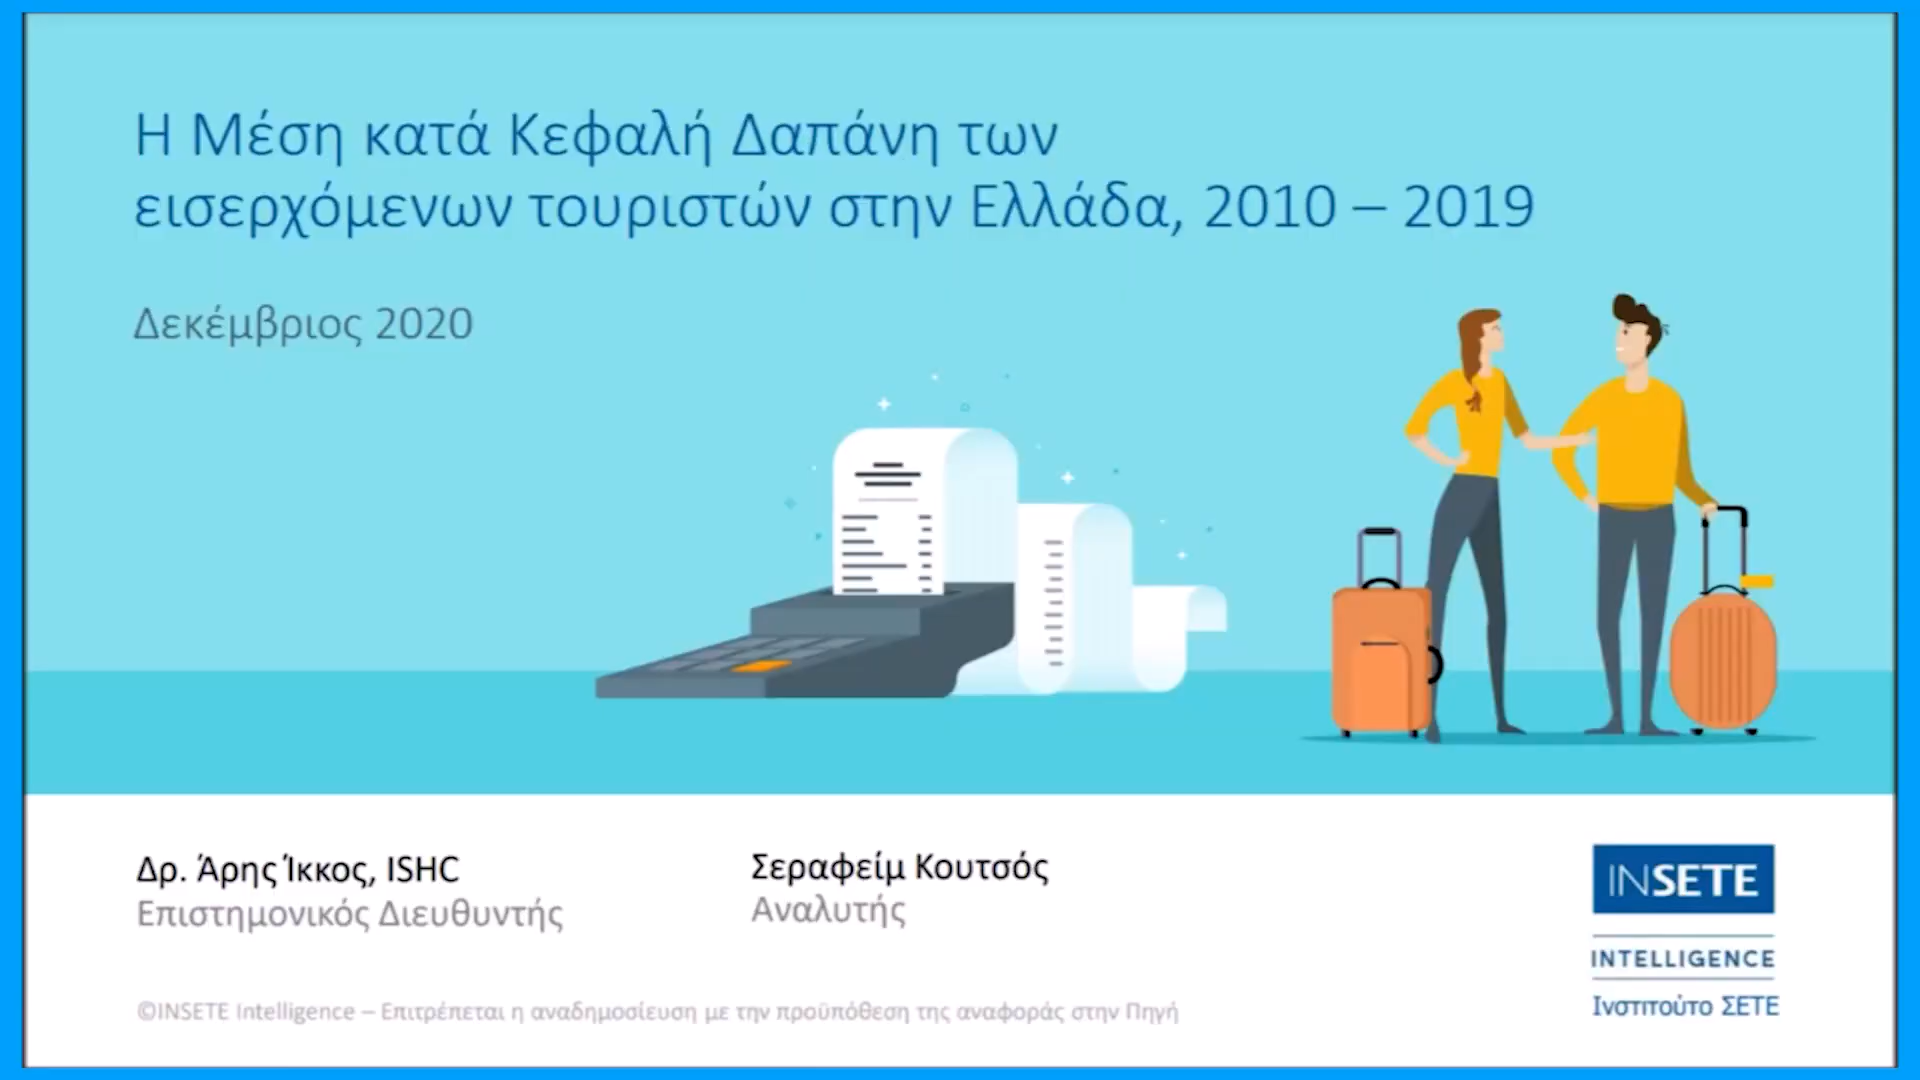 Η Μέση κατά Κεφαλή Δαπάνη των
εισερχόμενων τουριστών στην Ελλάδα, 2010 – 2019
Δεκέμβριος 2020
Δρ. Άρης Ίκκος, ISHC
Επιστημονικός Διευθυντής
Σεραφείμ Κουτσός
Αναλυτής
©INSETE Intelligence – Επιτρέπεται η αναδημοσίευση με την προϋπόθεση της αναφοράς στην Πηγή
INSETE
INTELLIGENCE
Ινστιτούτο ΣΕΤΕ